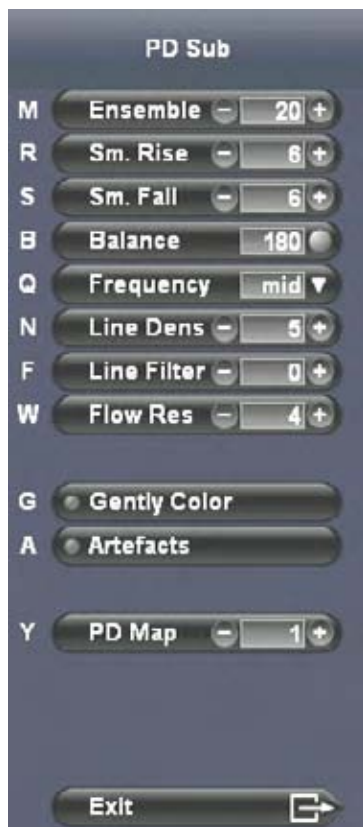 PD Sub
M Ensemble - 20 +
R Sm. Rise - 6 +
S Sm. Fall - 6 +
B Balance 180
Q Frequency mid ▼
N Line Dens - 5 +
F Line Filter - 0 +
W Flow Res - 4 +
G Gently Color
A Artefacts
Y PD Map - 1 +
Exit